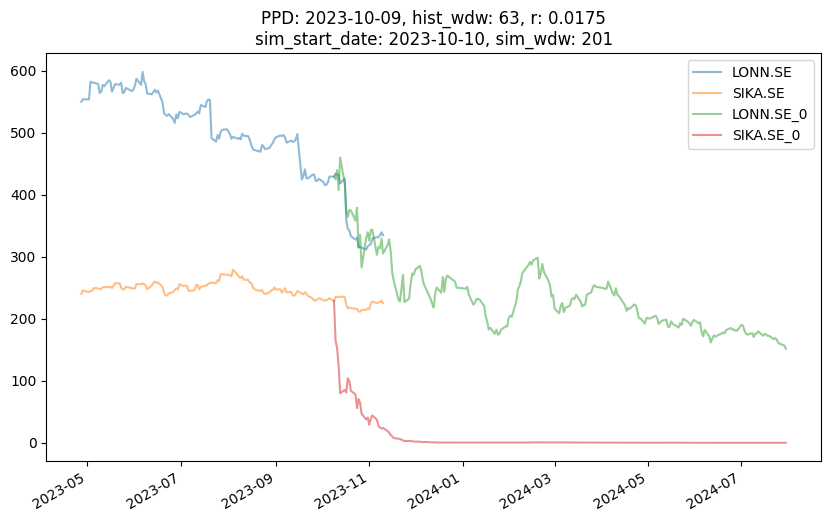 PPD: 2023-10-09, hist_wdw: 63, r: 0.0175
sim_start_date: 2023-10-10, sim_wdw: 201
600
500
400
300
200
100
0
LONN.SE
SIKA.SE
LONN.SE_0
SIKA.SE_0
2023-05
2023-07
2023-09
2023-11
2024-01
2024-03
2024-05
2024-07